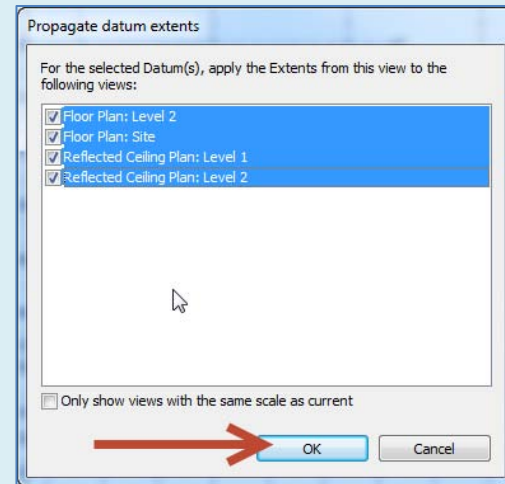 Propagate datum extents
For the selected Datum(s), apply the Extents from this view to the
following views:
Floor Plan: Level 2
Floor Plan: Site
Reflected Ceiling Plan: Level 1
Reflected Ceiling Plan: Level 2
Only show views with the same scale as current
OK
Cancel